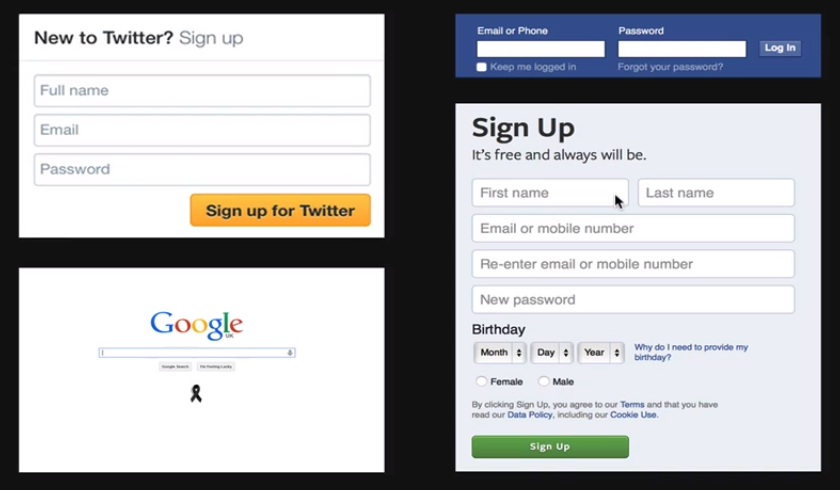 New to Twitter? Sign up
Full name
Email
Password
Sign up for Twitter
Google
UK
Google Search I'm Feeling Lucky
Email or Phone Password
Log In
Keep me logged in Forgot your password?
Sign Up
It's free and always will be.
First name Last name
Email or mobile number
Re-enter email or mobile number
New password
Birthday
Month Day Year Why do I need to provide my
birthday?
Female Male
By clicking Sign Up, you agree to our Terms and that you have
read our Data Policy, including our Cookie Use.
Sign Up